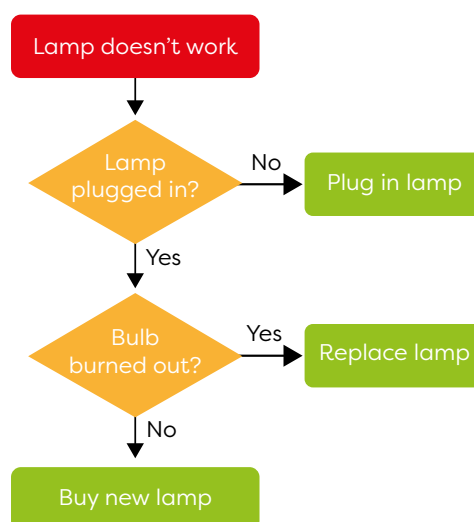 Lamp doesn't work
Lamp
plugged in?
No
Plug in lamp
Yes
Bulb
burned out?
Yes
Replace lamp
No
Buy new lamp